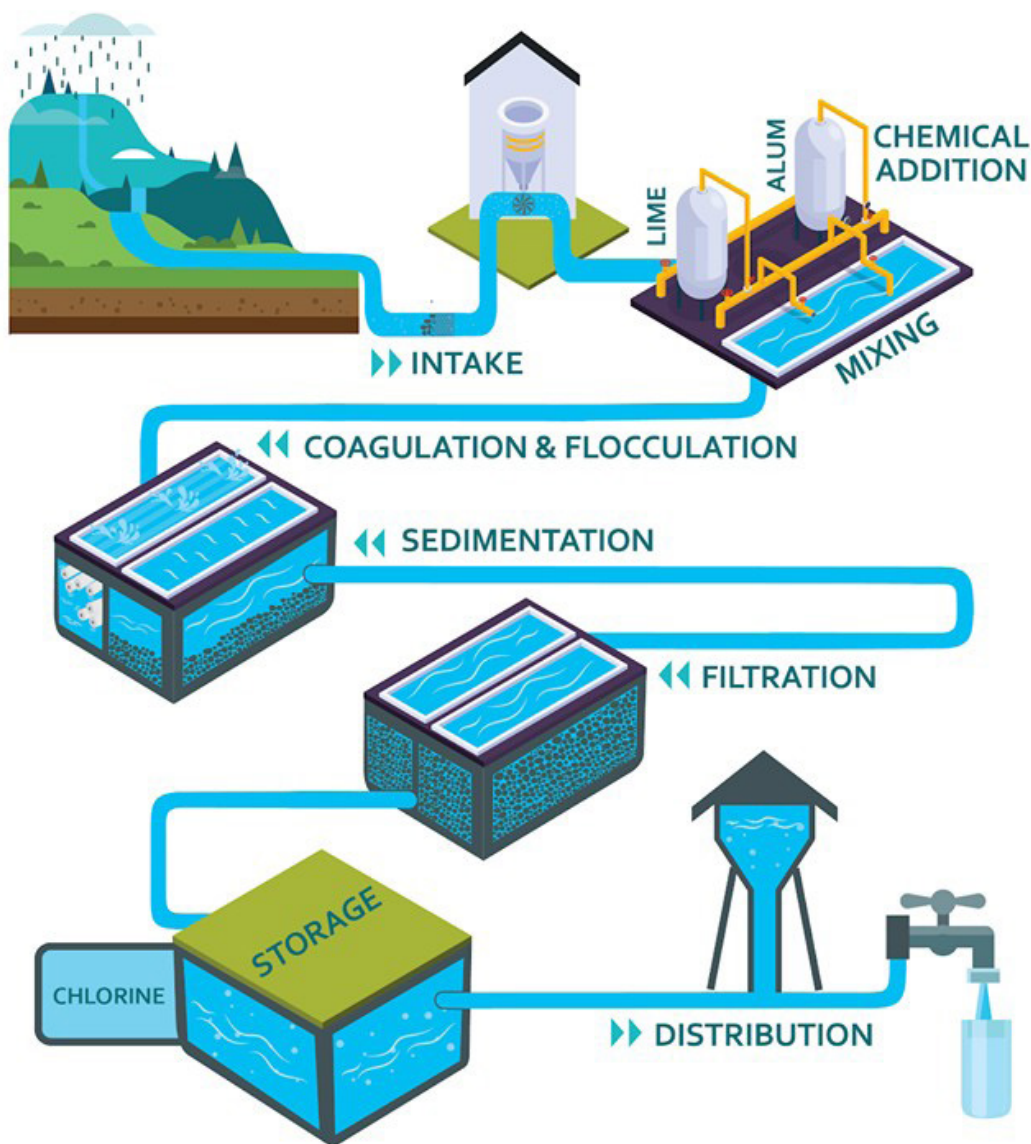 LIME
ALUM
CHEMICAL
ADDITION
MIXING
INTAKE
COAGULATION & FLOCCULATION
SEDIMENTATION
FILTRATION
STORAGE
CHLORINE
DISTRIBUTION